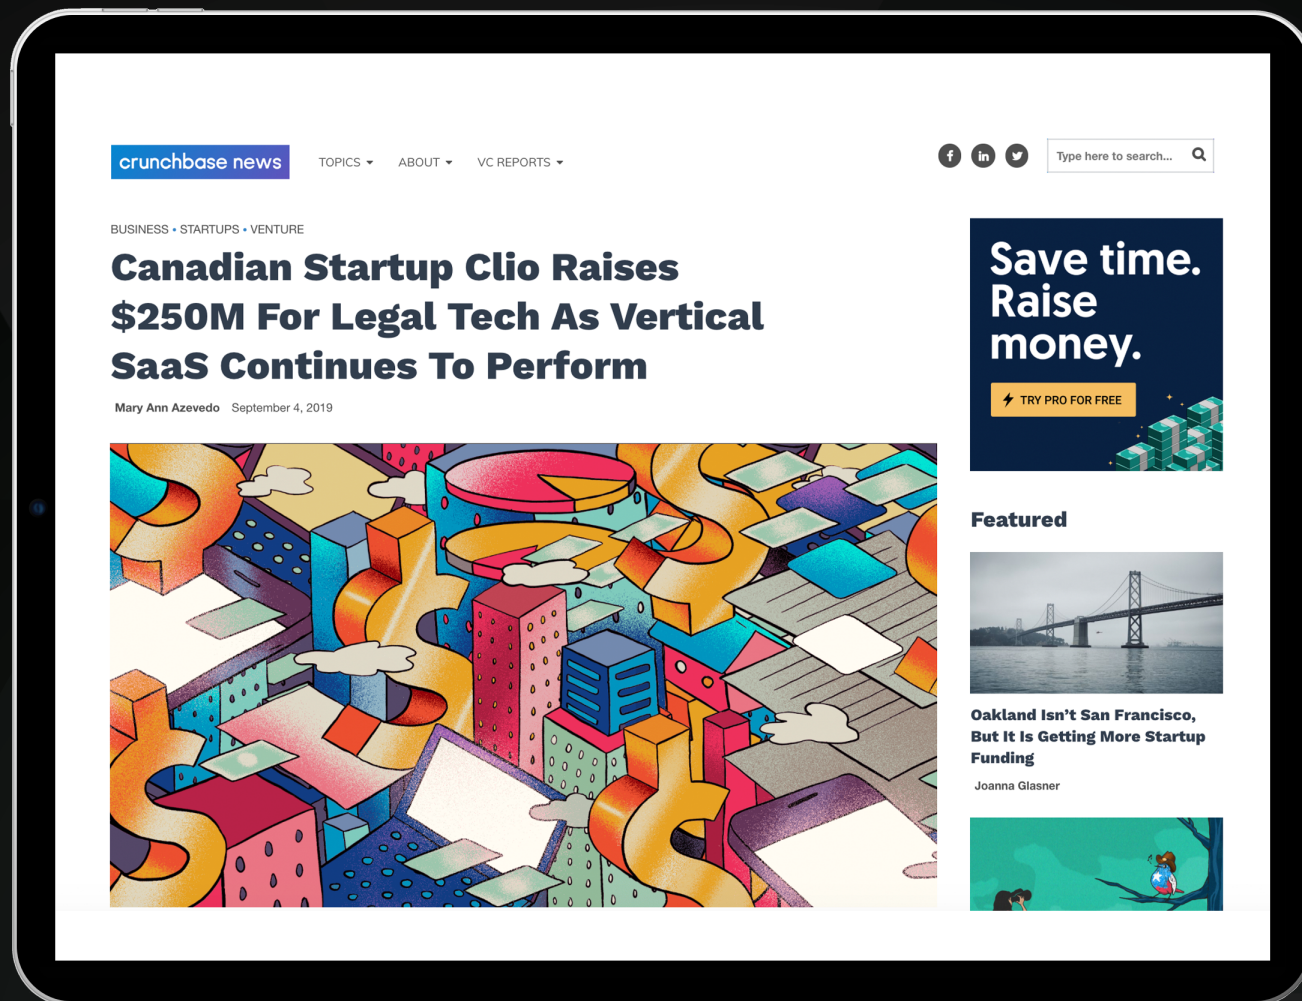 crunchbase news
TOPICS
ABOUT
VC REPORTS
Type here to search...
BUSINESS • STARTUPS • VENTURE
Canadian Startup Clio Raises
$250M For Legal Tech As Vertical
SaaS Continues To Perform
Mary Ann Azevedo September 4, 2019
Save time.
Raise
money.
TRY PRO FOR FREE
Featured
Oakland Isn’t San Francisco,
But It Is Getting More Startup
Funding
Joanna Glasner